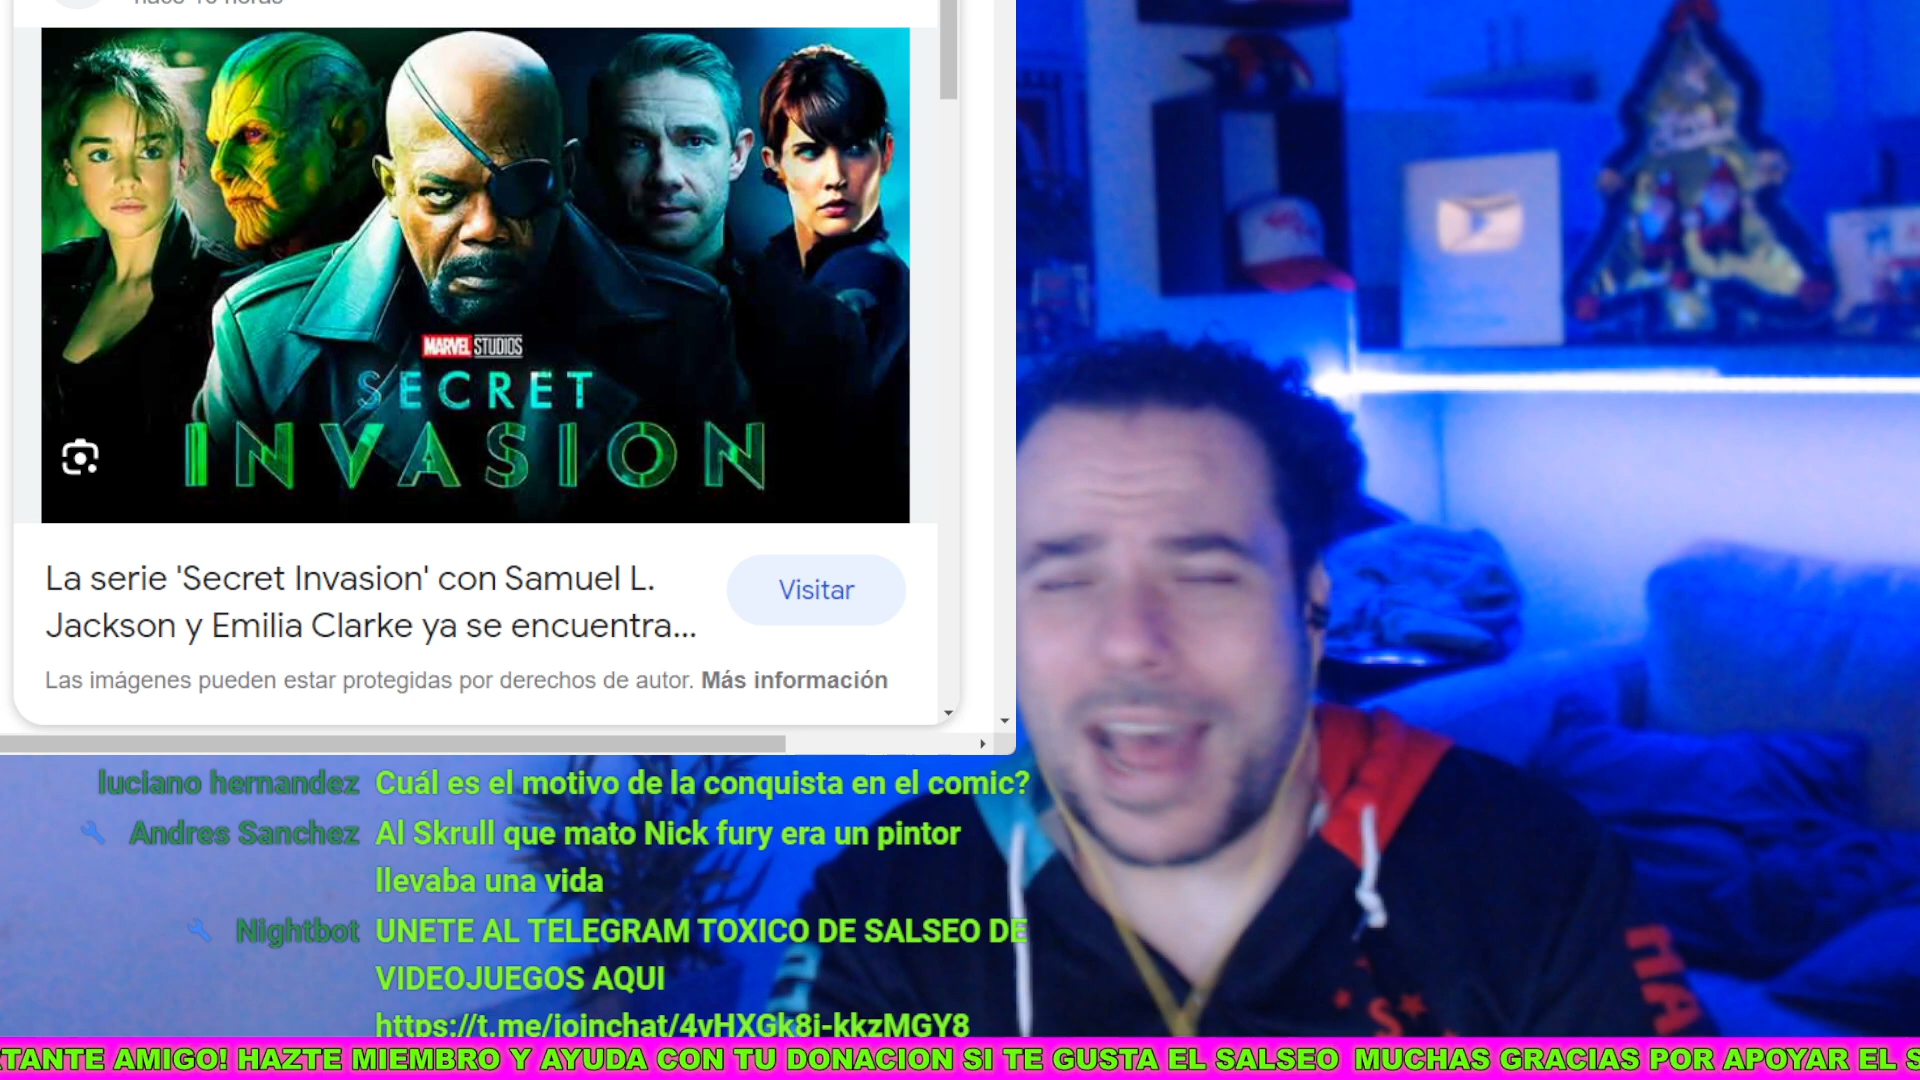 MARVEL STUDIOS
SECRET
INVASION
La serie 'Secret Invasion' con Samuel L.
Jackson y Emilia Clarke ya se encuentra...
Visitar
Las imágenes pueden estar protegidas por derechos de autor. Más información
luciano hernandez Cuál es el motivo de la conquista en el comic?
Andres Sanchez Al Skrull que mato Nick fury era un pintor
llevaba una vida
Nightbot UNETE AL TELEGRAM TOXICO DE SALSEO DE
VIDEOJUEGOS AQUI
https://t.me/joinchat/4vHXGk8i-kkzMGY8
TANTE AMIGO! HAZTE MIEMBRO Y AYUDA CON TU DONACION SI TE GUSTA EL SALSEO MUCHAS GRACIAS POR APOYAR EL S